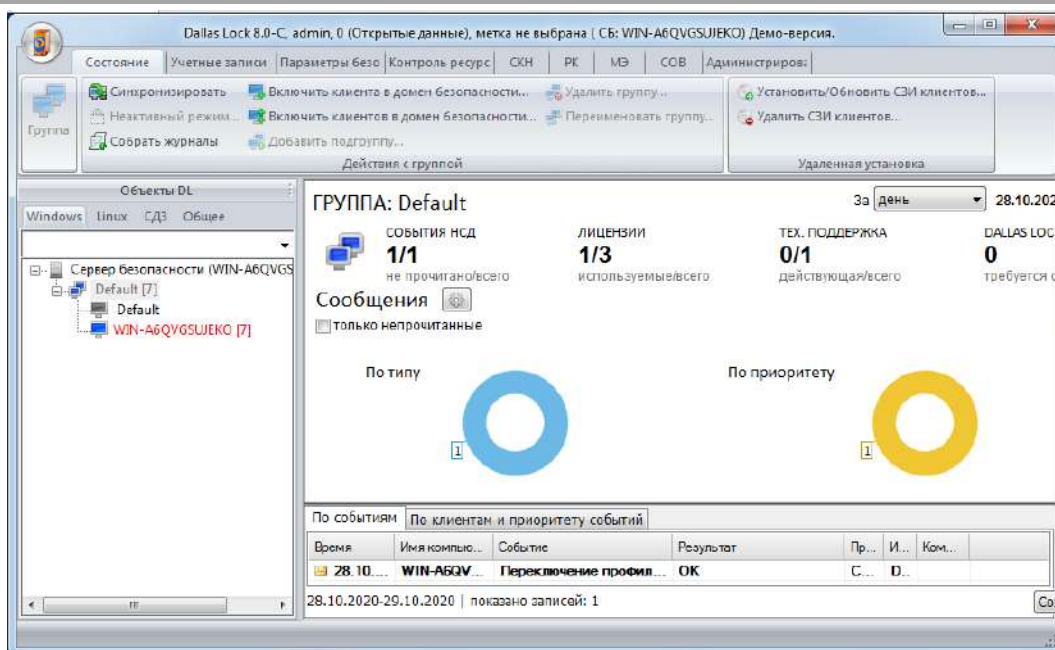 Dallas Lock 8.0-C, admin, 0 (Открытые данные), метка не выбрана ( СБ: WIN-A6QVGSUJEKO) Демо-версия.
Состояние Учетные записи Параметры безо Контроль ресурс СКН РК МЭ СОВ Администрирова
Синхронизировать Включить клиента в домен безопасности... Удалить группу... Установить/Обновить СЗИ клиентов...
Группа Неактивный режим... Включить клиентов в домен безопасности... Переименовать группу... Удалить СЗИ клиентов...
Собрать журналы Добавить подгруппу...
Действия с группой Удаленная установка
Объекты DL
Windows Linux СДЗ Общее
Сервер безопасности (WIN-A6QVGS
Default [7]
Default
WIN-A6QVGSUJEKO [7]
ГРУППА: Default За день 28.10.202
СОБЫТИЯ НСД ЛИЦЕНЗИИ ТЕХ. ПОДДЕРЖКА DALLAS LOC
1/1 1/3 0/1 0
не прочитано/всего используемые/всего действующая/всего требуется о
Сообщения
только непрочитанные
По типу По приоритету
1 1
По событиям По клиентам и приоритету событий
Время Имя компью... Событие Результат Пр... И... Ком...
28.10.... WIN-A6QV... Переключение профил... OK С... D...
28.10.2020-29.10.2020 | показано записей: 1 Со